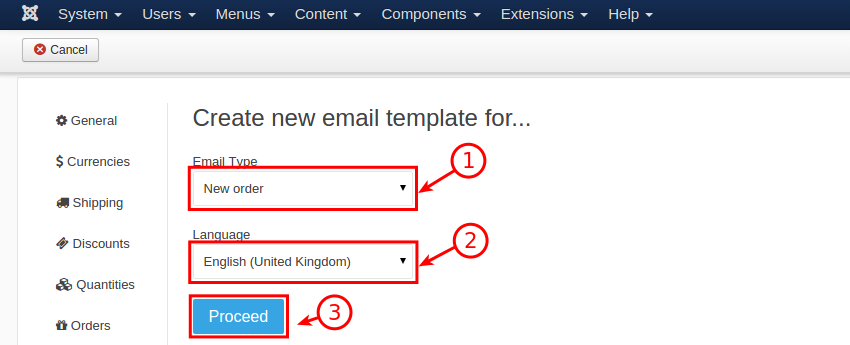 System Users Menus Content Components Extensions Help
Cancel
General
Currencies
Shipping
Discounts
Quantities
Orders
Create new email template for...
Email Type
New order
1
Language
English (United Kingdom)
2
Proceed
3